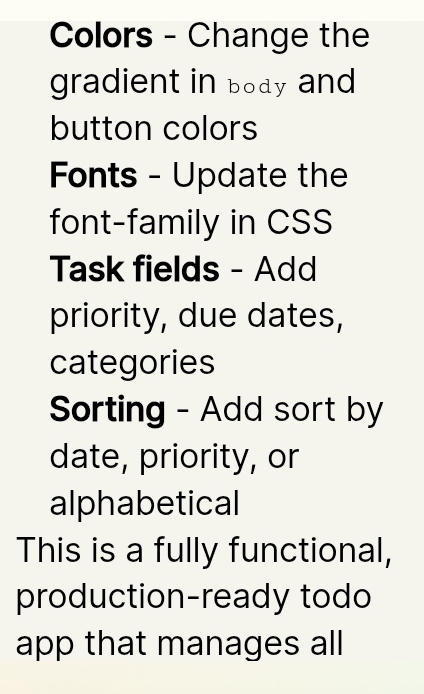 Colors - Change the
gradient in body and
button colors
Fonts - Update the
font-family in CSS
Task fields - Add
priority, due dates,
categories
Sorting - Add sort by
date, priority, or
alphabetical
This is a fully functional,
production-ready todo
app that manages all